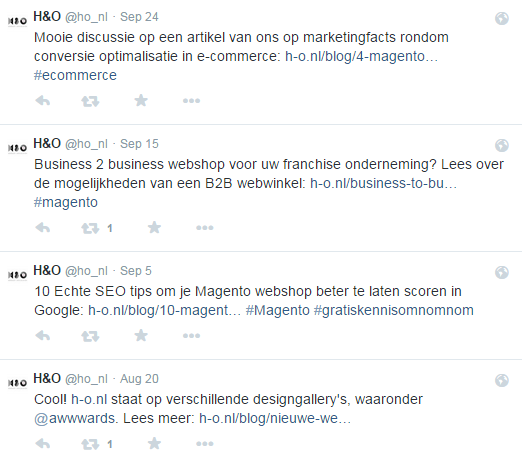 H&O @ho_nl · Sep 24
Mooie discussie op een artikel van ons op marketingfacts rondom
conversie optimalisatie in e-commerce: h-o.nl/blog/4-magento…
#ecommerce
H&O @ho_nl · Sep 15
Business 2 business webshop voor uw franchise onderneming? Lees over
de mogelijkheden van een B2B webwinkel: h-o.nl/business-to-bu…
#magento
1
H&O @ho_nl · Sep 5
10 Echte SEO tips om je Magento webshop beter te laten scoren in
Google: h-o.nl/blog/10-magent… #Magento #gratiskennisomnomnom
H&O @ho_nl · Aug 20
Cool! h-o.nl staat op verschillende designgallery's, waaronder
@awwwards. Lees meer: h-o.nl/blog/nieuwe-we…
1